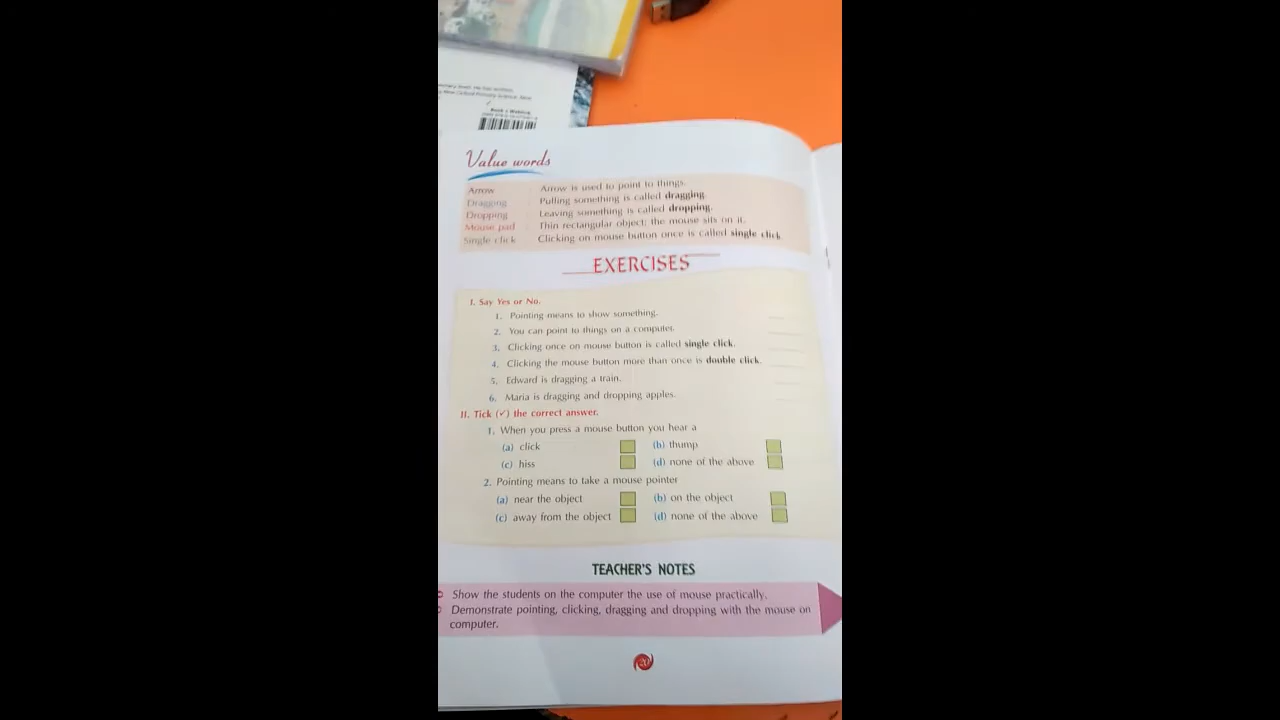 Book & Weblink
Value words
Arrow Arrow is used to point to things.
Dragging Pulling something is called dragging.
Dropping Leaving something is called dropping.
Mouse pad Thin rectangular object; the mouse sits on it.
Single click Clicking on mouse button once is called single click
EXERCISES
I. Say Yes or No.
1. Pointing means to show something.
2. You can point to things on a computer.
3. Clicking once on mouse button is called single click.
4. Clicking the mouse button more than once is double click.
5. Edward is dragging a train.
6. Maria is dragging and dropping apples.
II. Tick (✓) the correct answer.
1. When you press a mouse button you hear a
(a) click (b) thump
(c) hiss (d) none of the above
2. Pointing means to take a mouse pointer
(a) near the object (b) on the object
(c) away from the object (d) none of the above
TEACHER'S NOTES
Show the students on the computer the use of mouse practically.
Demonstrate pointing, clicking, dragging and dropping with the mouse on
computer.
20